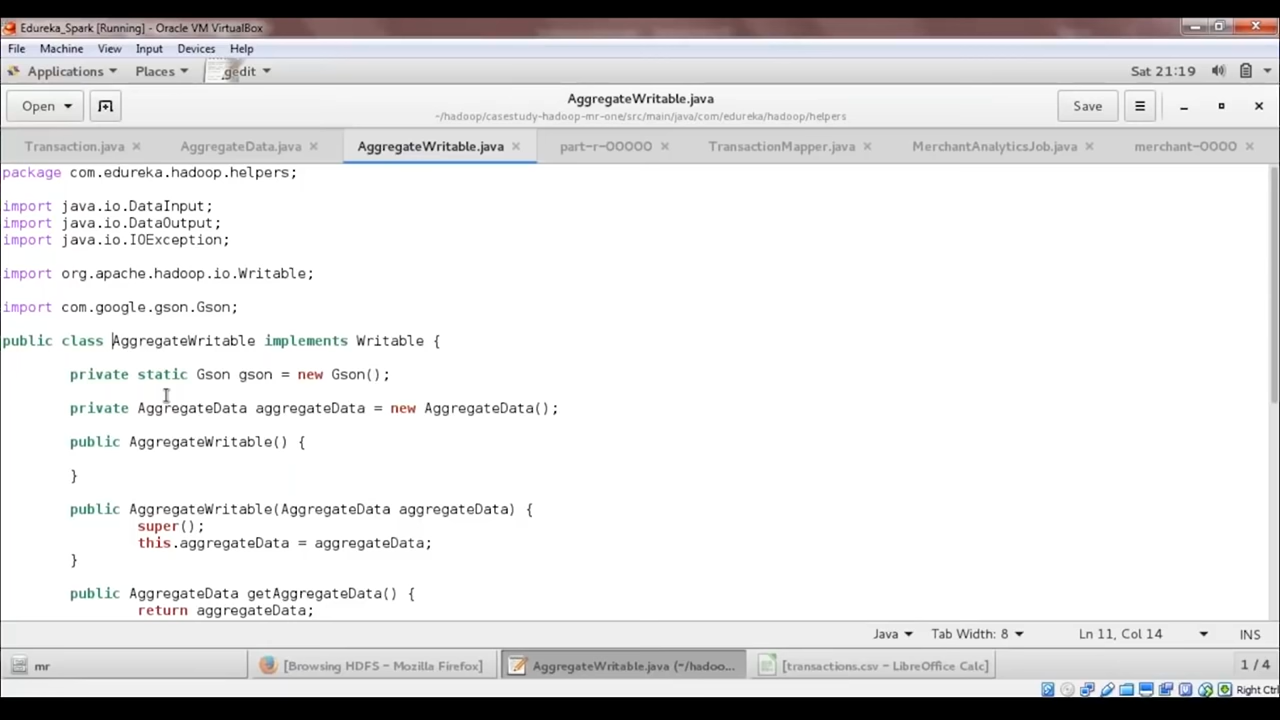 Edureka_Spark [Running] - Oracle VM VirtualBox
File Machine View Input Devices Help
Applications Places gedit Sat 21:19
Open AggregateWritable.java Save
~/hadoop/casestudy-hadoop-mr-one/src/main/java/com/edureka/hadoop/helpers
Transaction.java AggregateData.java AggregateWritable.java part-r-00000 TransactionMapper.java MerchantAnalyticsJob.java merchant-0000
package com.edureka.hadoop.helpers;
import java.io.DataInput;
import java.io.DataOutput;
import java.io.IOException;
import org.apache.hadoop.io.Writable;
import com.google.gson.Gson;
public class AggregateWritable implements Writable {
private static Gson gson = new Gson();
private AggregateData aggregateData = new AggregateData();
public AggregateWritable() {
}
public AggregateWritable(AggregateData aggregateData) {
super();
this.aggregateData = aggregateData;
}
public AggregateData getAggregateData() {
return aggregateData;
Java Tab Width: 8 Ln 11, Col 14 INS
mr [Browsing HDFS - Mozilla Firefox] AggregateWritable.java (~/hadoo... [transactions.csv - LibreOffice Calc] 1 / 4
Right Ctrl